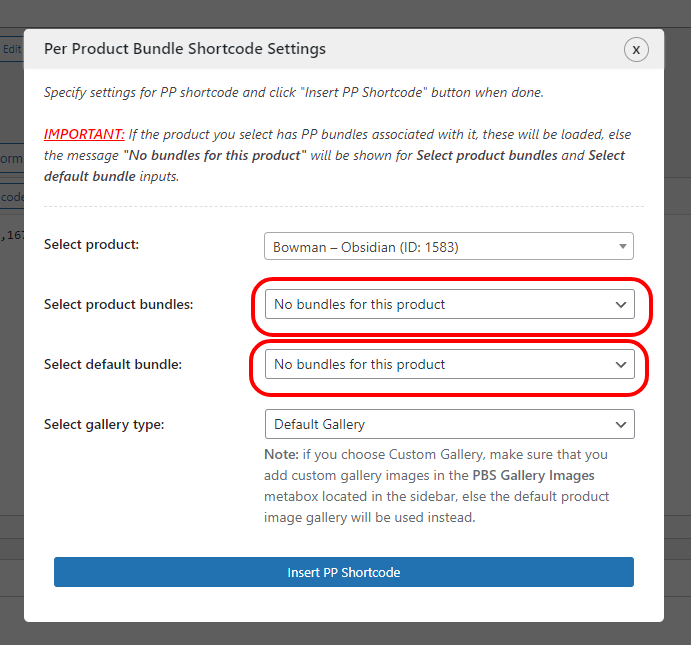 Per Product Bundle Shortcode Settings
x
Edit
Specify settings for PP shortcode and click "Insert PP Shortcode" button when done.
IMPORTANT: If the product you select has PP bundles associated with it, these will be loaded, else
the message "No bundles for this product" will be shown for Select product bundles and Select
default bundle inputs.
orm
code
,167
Select product:
Bowman – Obsidian (ID: 1583)
Select product bundles:
No bundles for this product
Select default bundle:
No bundles for this product
Select gallery type:
Default Gallery
Note: if you choose Custom Gallery, make sure that you
add custom gallery images in the PBS Gallery Images
metabox located in the sidebar, else the default product
image gallery will be used instead.
Insert PP Shortcode